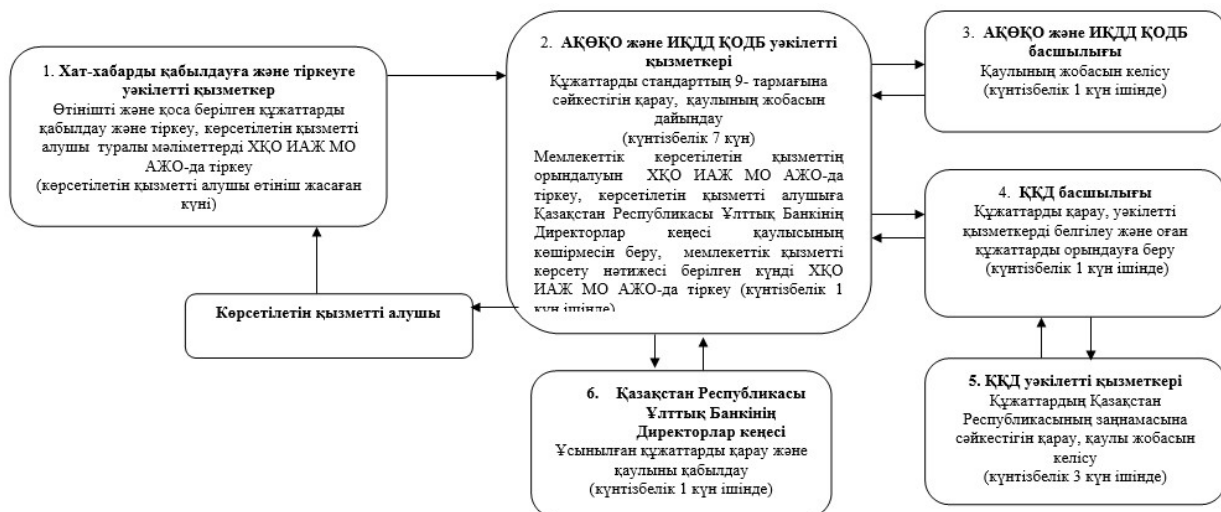 1. Хат-хабарды қабылдауға және тіркеуге
уәкілетті қызметкер
Өтінішті және қоса берілген құжаттарды
қабылдау және тіркеу, көрсетілетін қызметті
алушы туралы мәліметтерді ХҚО ИАЖ МО
АЖО-да тіркеу
(көрсетілетін қызметті алушы өтініш жасаған
күні)
Көрсетілетін қызметті алушы
2. АҚӨҚО және ИҚДД ҚОДБ уәкілетті
қызметкері
Құжаттарды стандарттың 9- тармағына
сәйкестігін қарау, қаулының жобасын
дайындау
(күнтізбелік 7 күн)
Мемлекеттік көрсетілетін қызметтің
орындалуын ХҚО ИАЖ МО АЖО-да
тіркеу, көрсетілетін қызметті алушыға
Қазақстан Республикасы Ұлттық Банкінің
Директорлар кеңесі қаулысының
көшірмесін беру, мемлекеттік қызметті
көрсету нәтижесі берілген күнді ХҚО
ИАЖ МО АЖО-да тіркеу (күнтізбелік 1
күн ішінде)
3. АҚӨҚО және ИҚДД ҚОДБ
басшылығы
Қаулының жобасын келісу
(күнтізбелік 1 күн ішінде)
4. ҚҚД басшылығы
Құжаттарды қарау, уәкілетті
қызметкерді белгілеу және оған
құжаттарды орындауға беру
(күнтізбелік 1 күн ішінде)
5. ҚҚД уәкілетті қызметкері
Құжаттардың Қазақстан
Республикасының заңнамасына
сәйкестігін қарау, қаулы жобасын
келісу
(күнтізбелік 3 күн ішінде)
6. Қазақстан Республикасы
Ұлттық Банкінің
Директорлар кеңесі
Ұсынылған құжаттарды қарау және
қаулыны қабылдау
(күнтізбелік 1 күн ішінде)